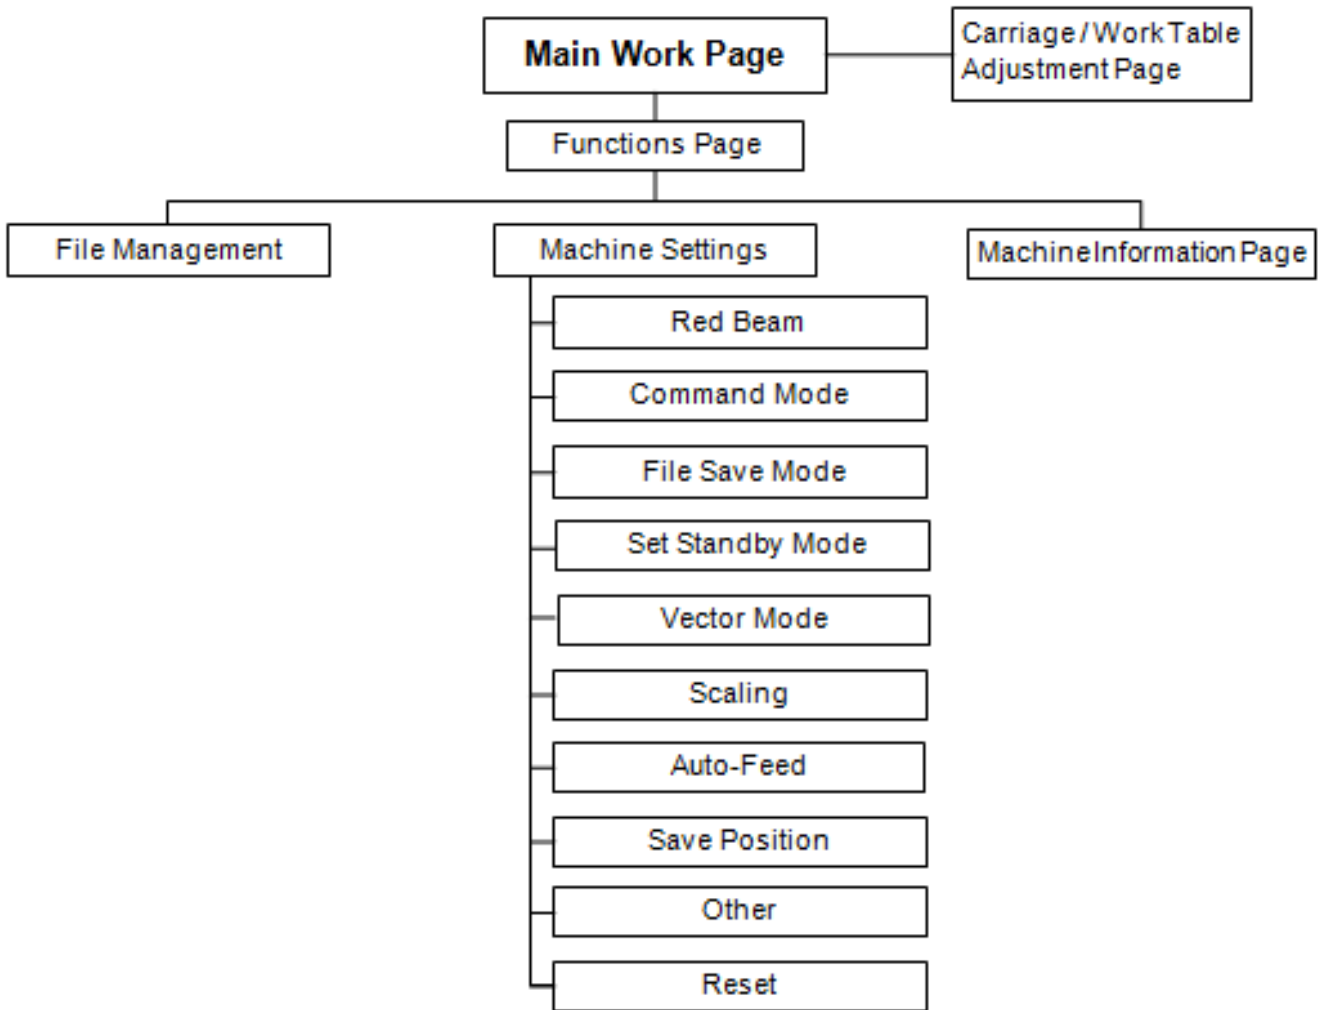 Main Work Page
Carriage / Work Table
Adjustment Page
Functions Page
File Management
Machine Settings
Machine Information Page
Red Beam
Command Mode
File Save Mode
Set Standby Mode
Vector Mode
Scaling
Auto-Feed
Save Position
Other
Reset